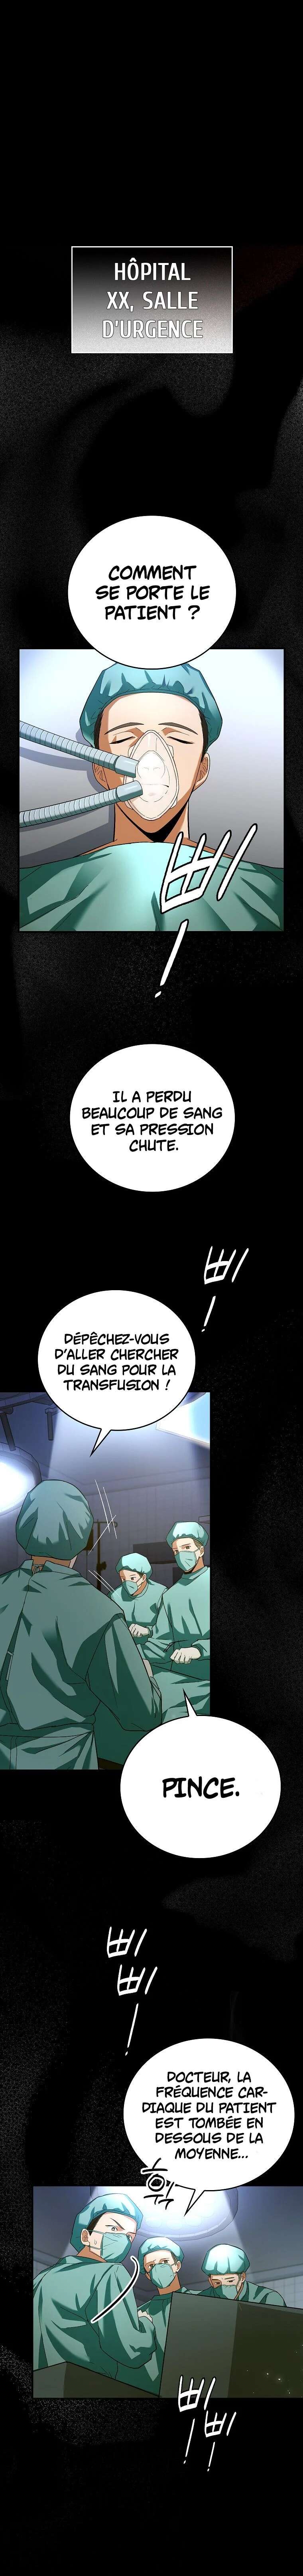 HÔPITAL
XX, SALLE
D'URGENCE
COMMENT
SE PORTE LE
PATIENT ?
삐
IL A PERDU
BEAUCOUP DE SANG
ET SA PRESSION
CHUTE.
삐
DÉPÊCHEZ-VOUS
D'ALLER CHERCHER
DU SANG POUR LA
TRANSFUSION !
PINCE.
삐
삐
DOCTEUR, LA
FRÉQUENCE CAR-
DIAQUE DU PATIENT
EST TOMBÉE EN
DESSOUS DE LA
MOYENNE...
휙
삐
삐